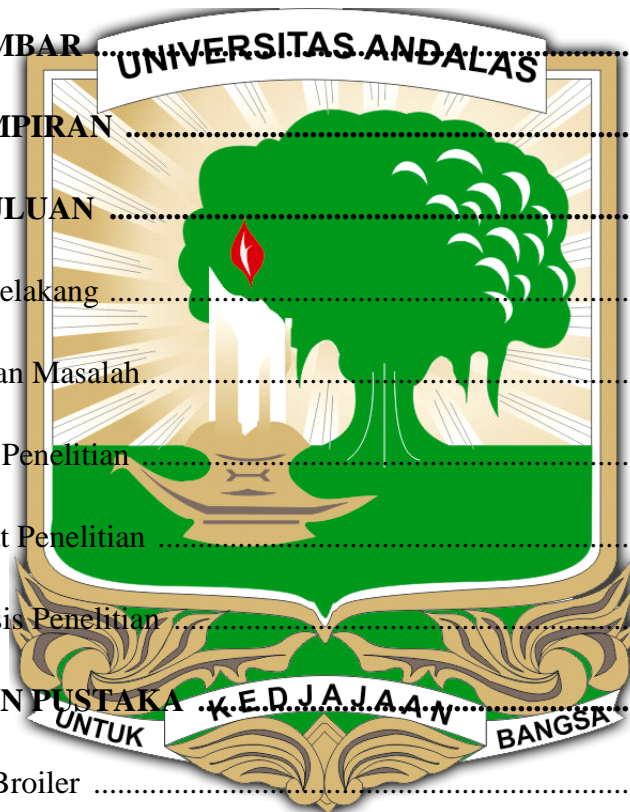 MBAR ................................................
UNIVERSITAS ANDALAS
MPIRAN ................................................
ULUAN ................................................
elakang ................................................
an Masalah................................................
Penelitian ................................................
t Penelitian ................................................
sis Penelitian ................................................
N PUSTAKA ................................................
UNTUK KEDJAJAAN BANGSA
Broiler ................................................